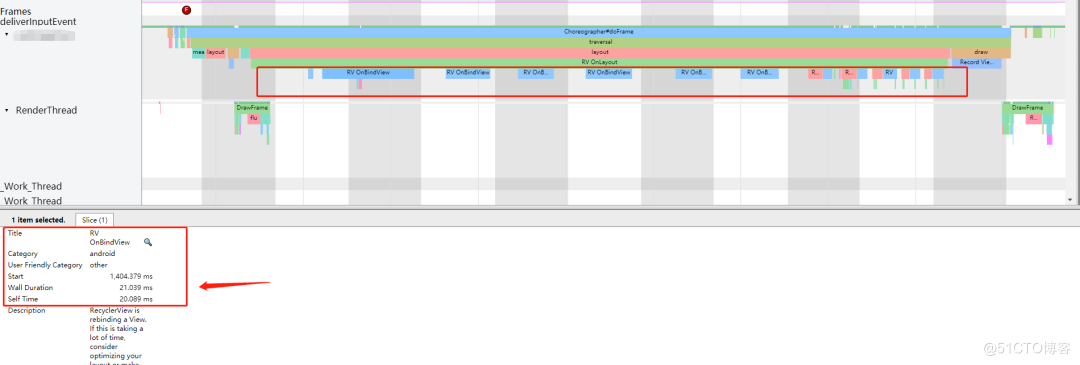 Frames
F
deliverInputEvent
Choreographer#doFrame
traversal
mea layout layout draw
RV OnLayout Record Vie...
RV OnBindView RV OnBindView RV OnB... RV OnBindView RV OnB... RV OnB... R... R... RV
RenderThread
DrawFrame DrawFrame
flu R...
_Work_Thread
_Work_Thread
1 item selected. Slice (1)
Title RV
OnBindView
Category android
User Friendly Category other
Start 1,404.379 ms
Wall Duration 21.039 ms
Self Time 20.089 ms
Description RecyclerView is
rebinding a View.
If this is taking a
lot of time,
consider
optimizing your
layout or make
@51CTO博客